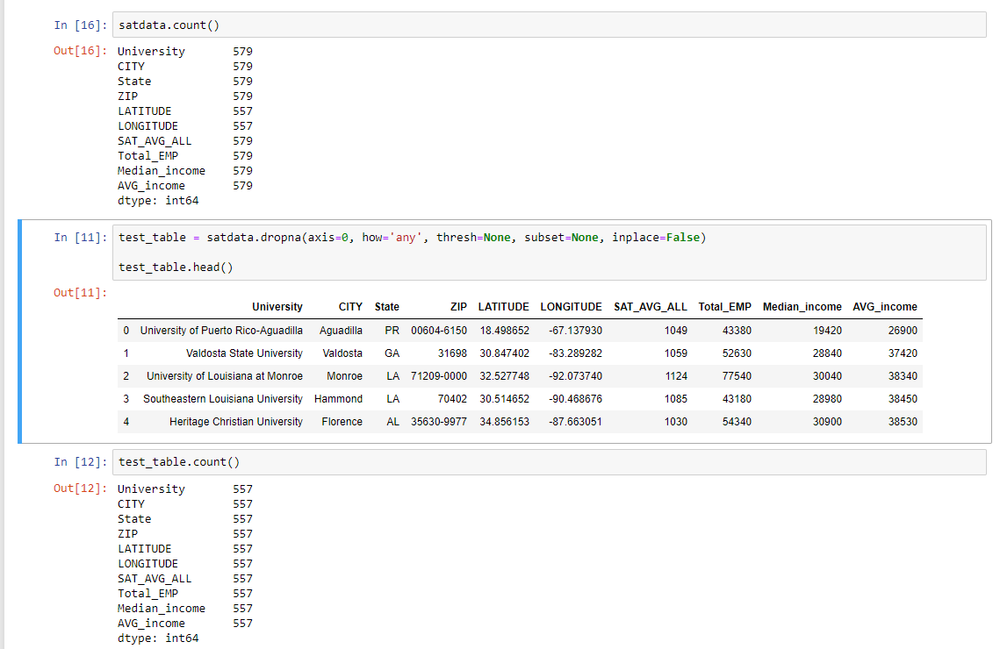 In [16]: satdata.count()
Out[16]: University 579
CITY 579
State 579
ZIP 579
LATITUDE 557
LONGITUDE 557
SAT_AVG_ALL 579
Total_EMP 579
Median_income 579
AVG_income 579
dtype: int64
In [11]: test_table = satdata.dropna(axis=0, how='any', thresh=None, subset=None, inplace=False)
test_table.head()
Out[11]:
University CITY State ZIP LATITUDE LONGITUDE SAT_AVG_ALL Total_EMP Median_income AVG_income
0 University of Puerto Rico-Aguadilla Aguadilla PR 00604-6150 18.498652 -67.137930 1049 43380 19420 26900
1 Valdosta State University Valdosta GA 31698 30.847402 -83.289282 1059 52630 28840 37420
2 University of Louisiana at Monroe Monroe LA 71209-0000 32.527748 -92.073740 1124 77540 30040 38340
3 Southeastern Louisiana University Hammond LA 70402 30.514652 -90.468676 1085 43180 28980 38450
4 Heritage Christian University Florence AL 35630-9977 34.856153 -87.663051 1030 54340 30900 38530
In [12]: test_table.count()
Out[12]: University 557
CITY 557
State 557
ZIP 557
LATITUDE 557
LONGITUDE 557
SAT_AVG_ALL 557
Total_EMP 557
Median_income 557
AVG_income 557
dtype: int64